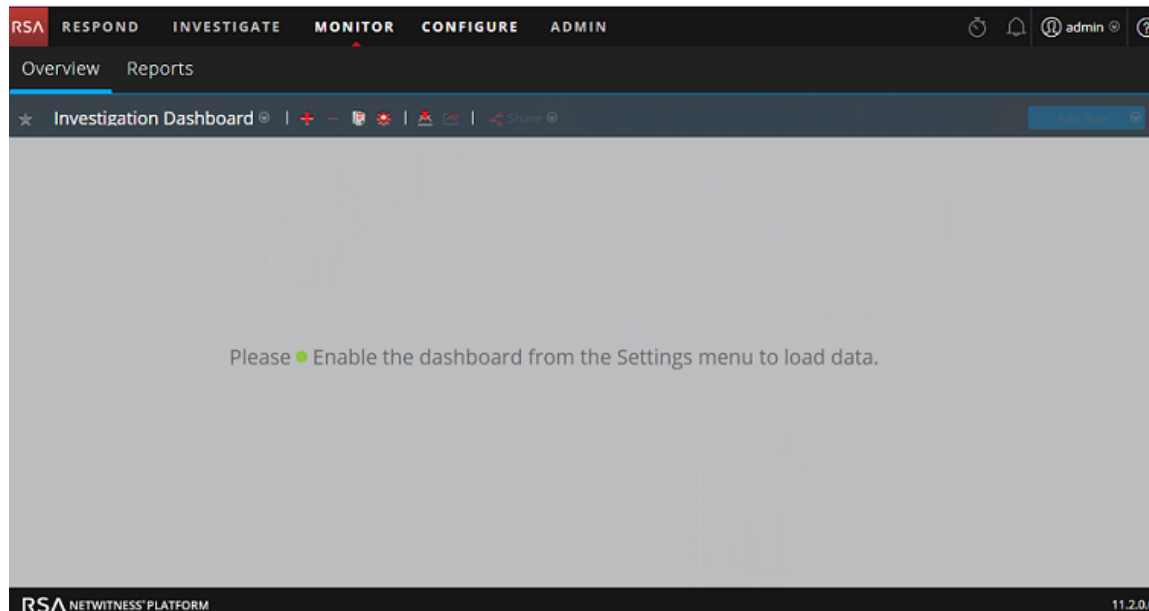 RSA RESPOND INVESTIGATE MONITOR CONFIGURE ADMIN admin
Overview Reports
Investigation Dashboard Share Add Row
Please Enable the dashboard from the Settings menu to load data.
RSA NETWITNESS® PLATFORM 11.2.0.